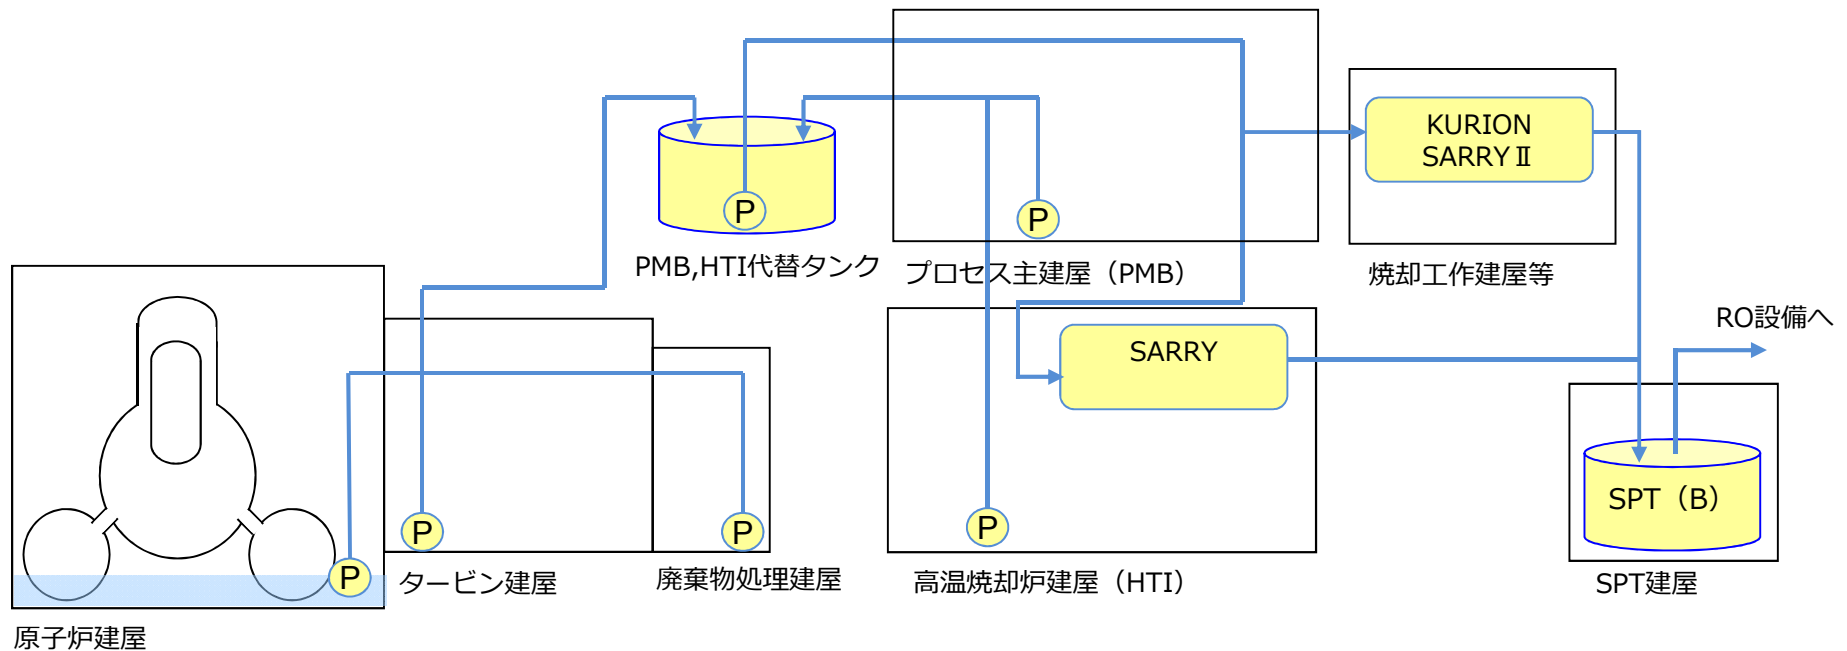 KURION
SARRYⅡ
P
P
PMB,HTI代替タンク
プロセス主建屋（PMB）
焼却工作建屋等
RO設備へ
SARRY
SPT（B）
P
P
P
P
タービン建屋
廃棄物処理建屋
高温焼却炉建屋（HTI）
SPT建屋
原子炉建屋